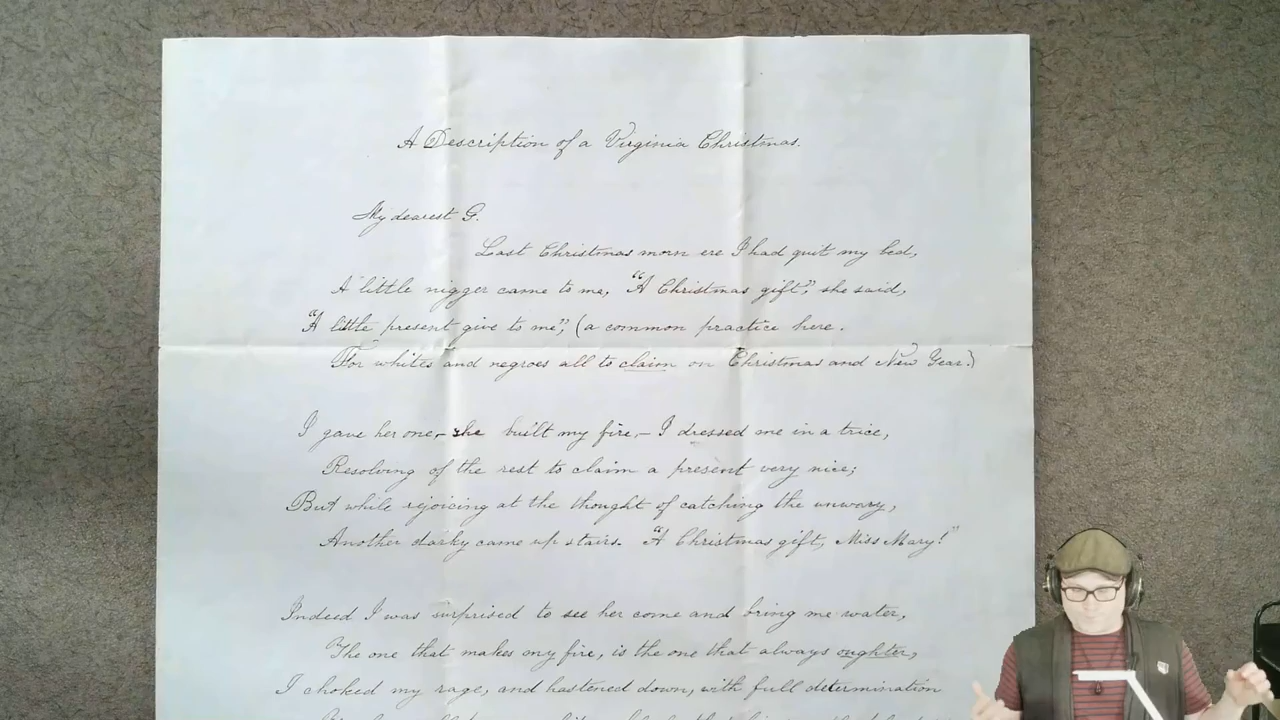 A Description of a Virginia Christmas.
My dearest G.
Last Christmas morn ere I had quit my bed,
A little nigger came to me, "A Christmas gift," she said,
"A little present give to me", (a common practice here.
For whites and negroes all to claim on Christmas and New Year.)
I gave her one,- she built my fire,- I dressed me in a trice,
Resolving of the rest to claim a present very nice;
But while rejoicing at the thought of catching the unwary,
Another darky came up stairs. "A Christmas gift, Miss Mary!"
Indeed I was surprised to see her come and bring me water,
The one that makes my fire, is the one that always oughter,
I choked my rage, and hastened down, with full determination